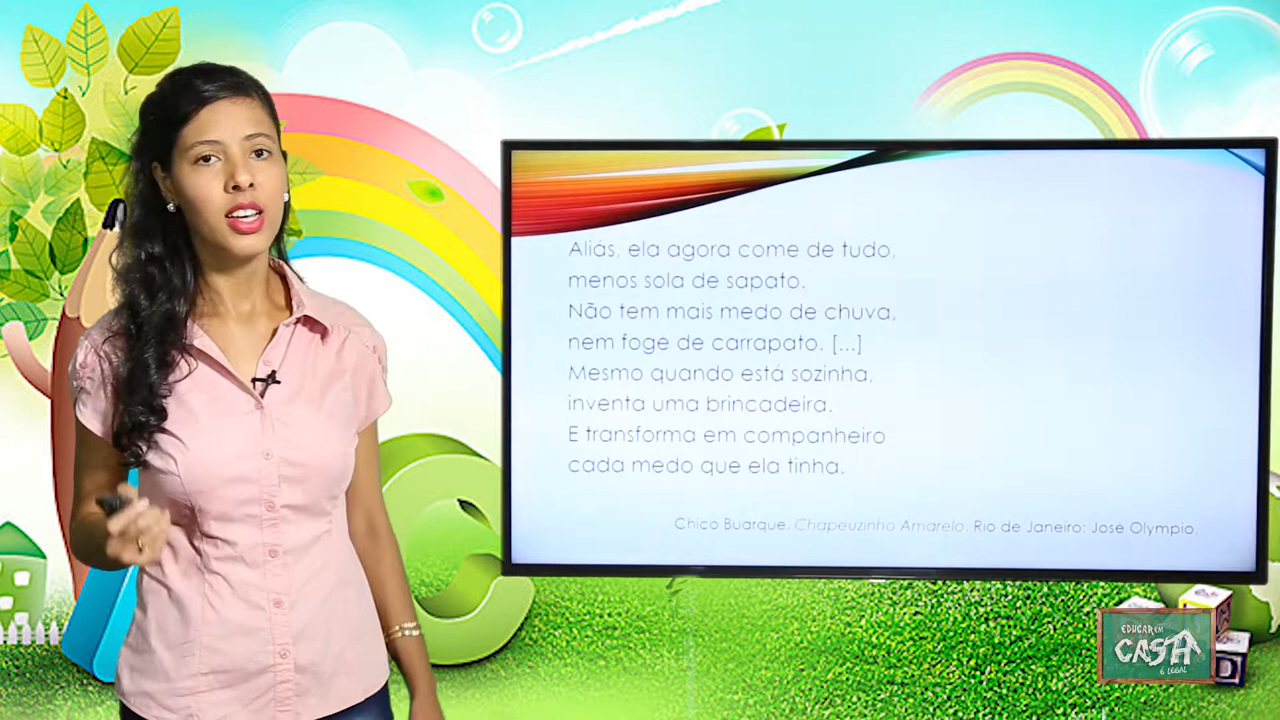 Aliás, ela agora come de tudo,
menos sola de sapato.
Não tem mais medo de chuva,
nem foge de carrapato. [...]
Mesmo quando está sozinha,
inventa uma brincadeira.
E transforma em companheiro
cada medo que ela tinha.
Chico Buarque. Chapeuzinho Amarelo. Rio de Janeiro: Jose Olympio.
EDUCAR EM
CASA
É LEGAL
D